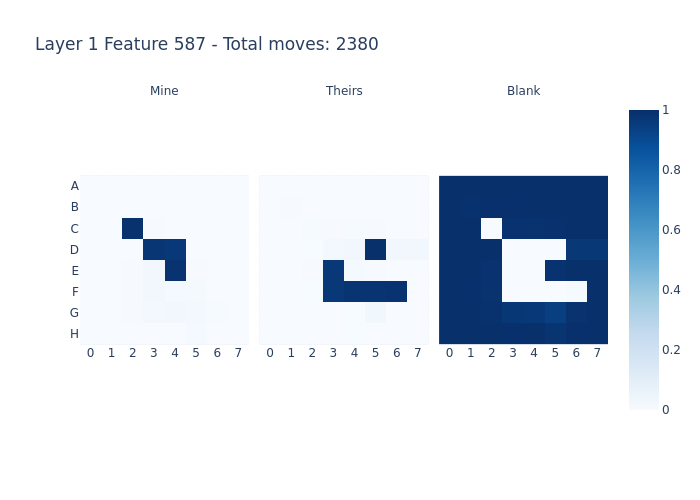 Layer 1 Feature 587 - Total moves: 2380
Mine Theirs Blank
1
0.8
0.6
0.4
0.2
0
A
B
C
D
E
F
G
H
0 1 2 3 4 5 6 7 0 1 2 3 4 5 6 7 0 1 2 3 4 5 6 7